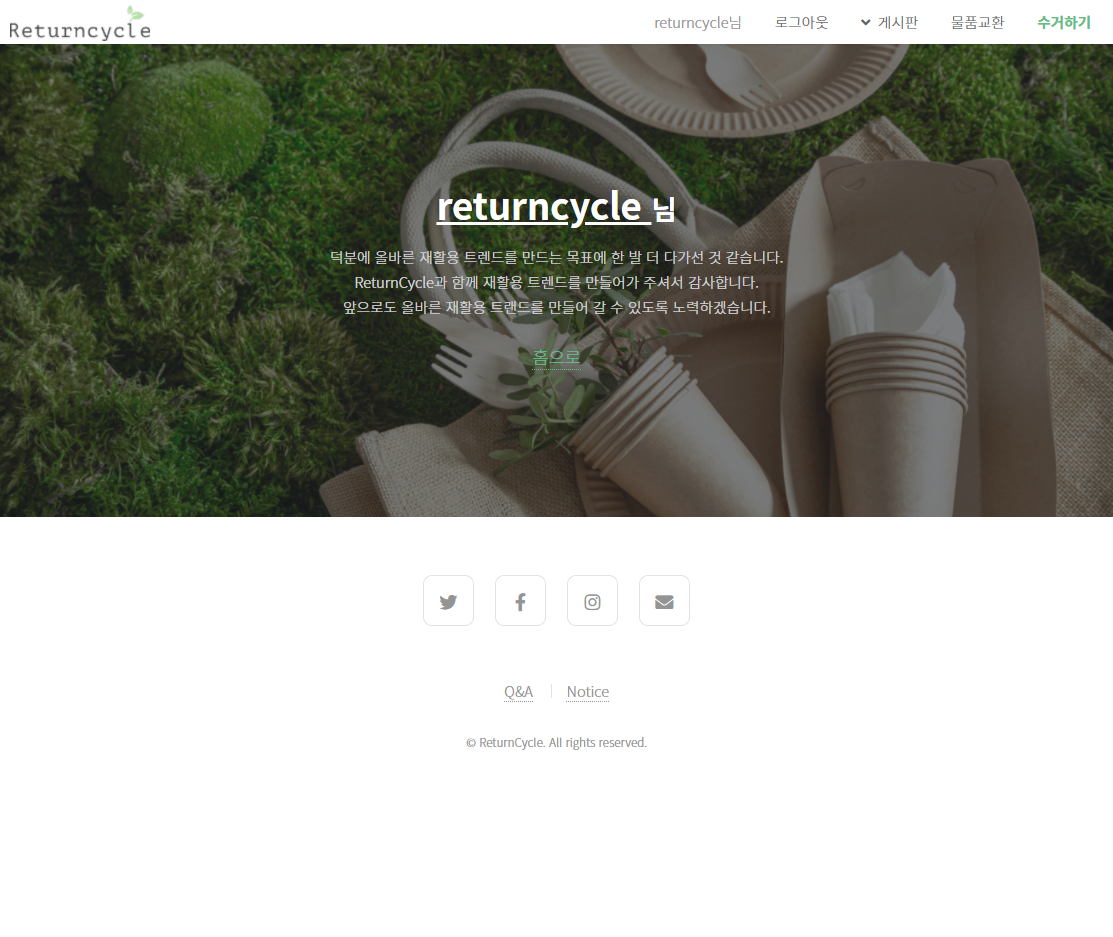 Returncycle
returncycle님
로그아웃
게시판
물품교환
수거하기
returncycle 님
덕분에 올바른 재활용 트렌드를 만드는 목표에 한 발 더 다가선 것 같습니다.
ReturnCycle과 함께 재활용 트렌드를 만들어가 주셔서 감사합니다.
앞으로도 올바른 재활용 트랜드를 만들어 갈 수 있도록 노력하겠습니다.
홈으로
Q&A
Notice
© ReturnCycle. All rights reserved.